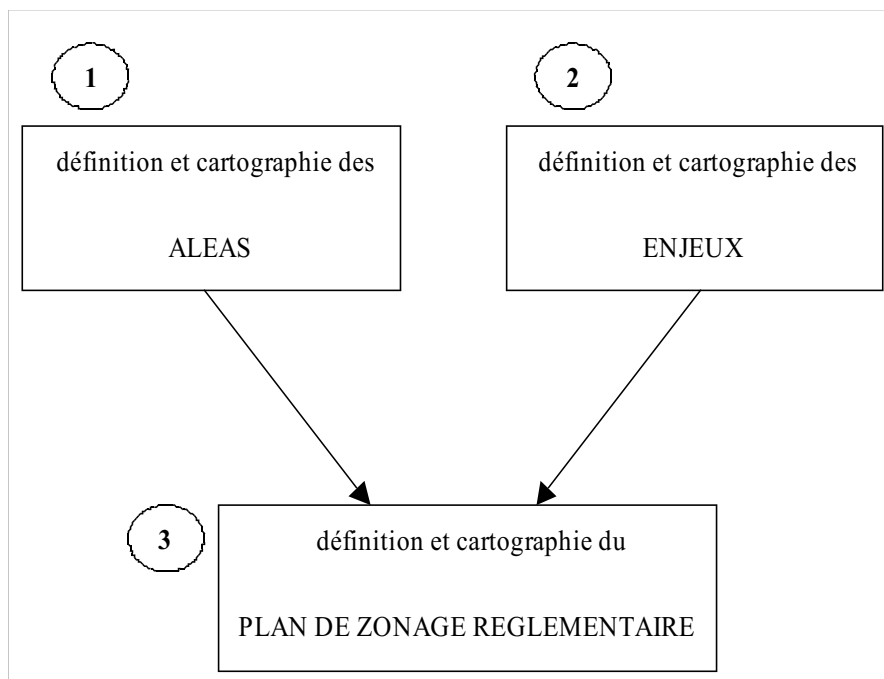 1
définition et cartographie des
ALEAS
2
définition et cartographie des
ENJEUX
3
définition et cartographie du
PLAN DE ZONAGE REGLEMENTAIRE